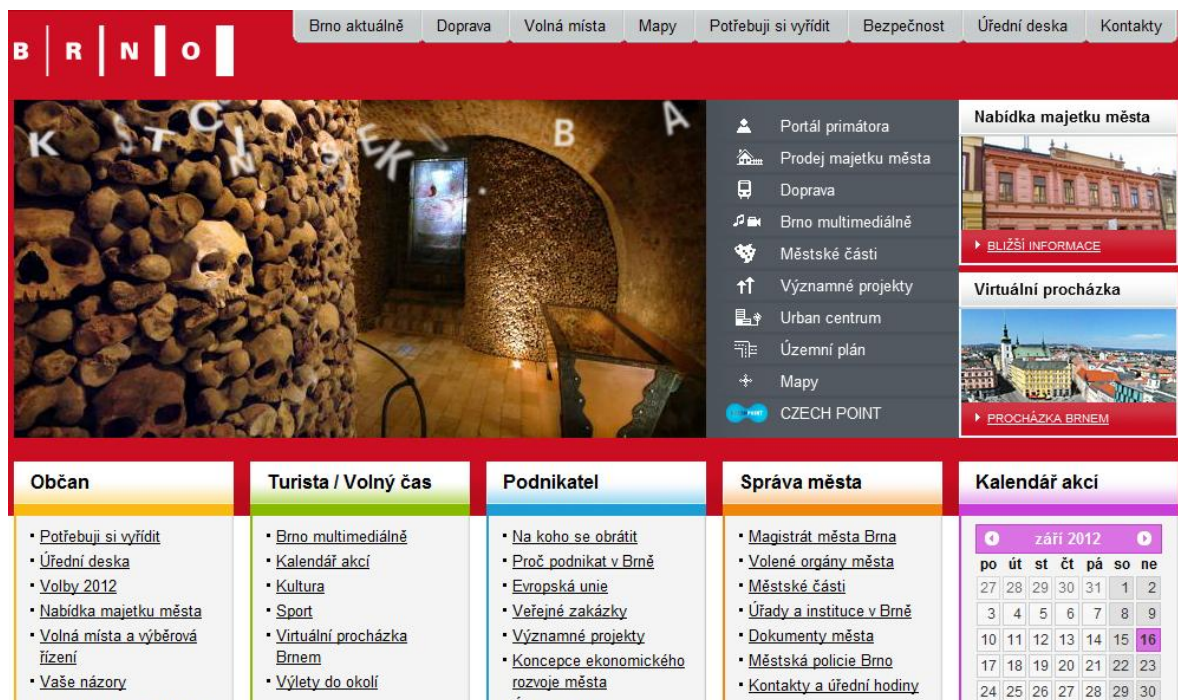 BRNO
Brno aktuálně Doprava Volná místa Mapy Potřebuji si vyřídit Bezpečnost Úřední deska Kontakty
Portál primátora
Prodej majetku města
Doprava
Brno multimediálně
Městské části
Významné projekty
Urban centrum
Územní plán
Mapy
CZECH POINT
Nabídka majetku města
BLIŽŠÍ INFORMACE
Virtuální procházka
PROCHÁZKA BRNEM
Občan
Potřebuji si vyřídit
Úřední deska
Volby 2012
Nabídka majetku města
Volná místa a výběrová
řízení
Vaše názory
Turista / Volný čas
Brno multimediálně
Kalendář akcí
Kultura
Sport
Virtuální procházka
Brnem
Výlety do okolí
Podnikatel
Na koho se obrátit
Proč podnikat v Brně
Evropská unie
Veřejné zakázky
Významné projekty
Koncepce ekonomického
rozvoje města
Správa města
Magistrát města Brna
Volené orgány města
Městské části
Úřady a instituce v Brně
Dokumenty města
Městská policie Brno
Kontakty a úřední hodiny
Kalendář akcí
září 2012
po út st čt pá so ne
27 28 29 30 31 1 2
3 4 5 6 7 8 9
10 11 12 13 14 15 16
17 18 19 20 21 22 23
24 25 26 27 28 29 30